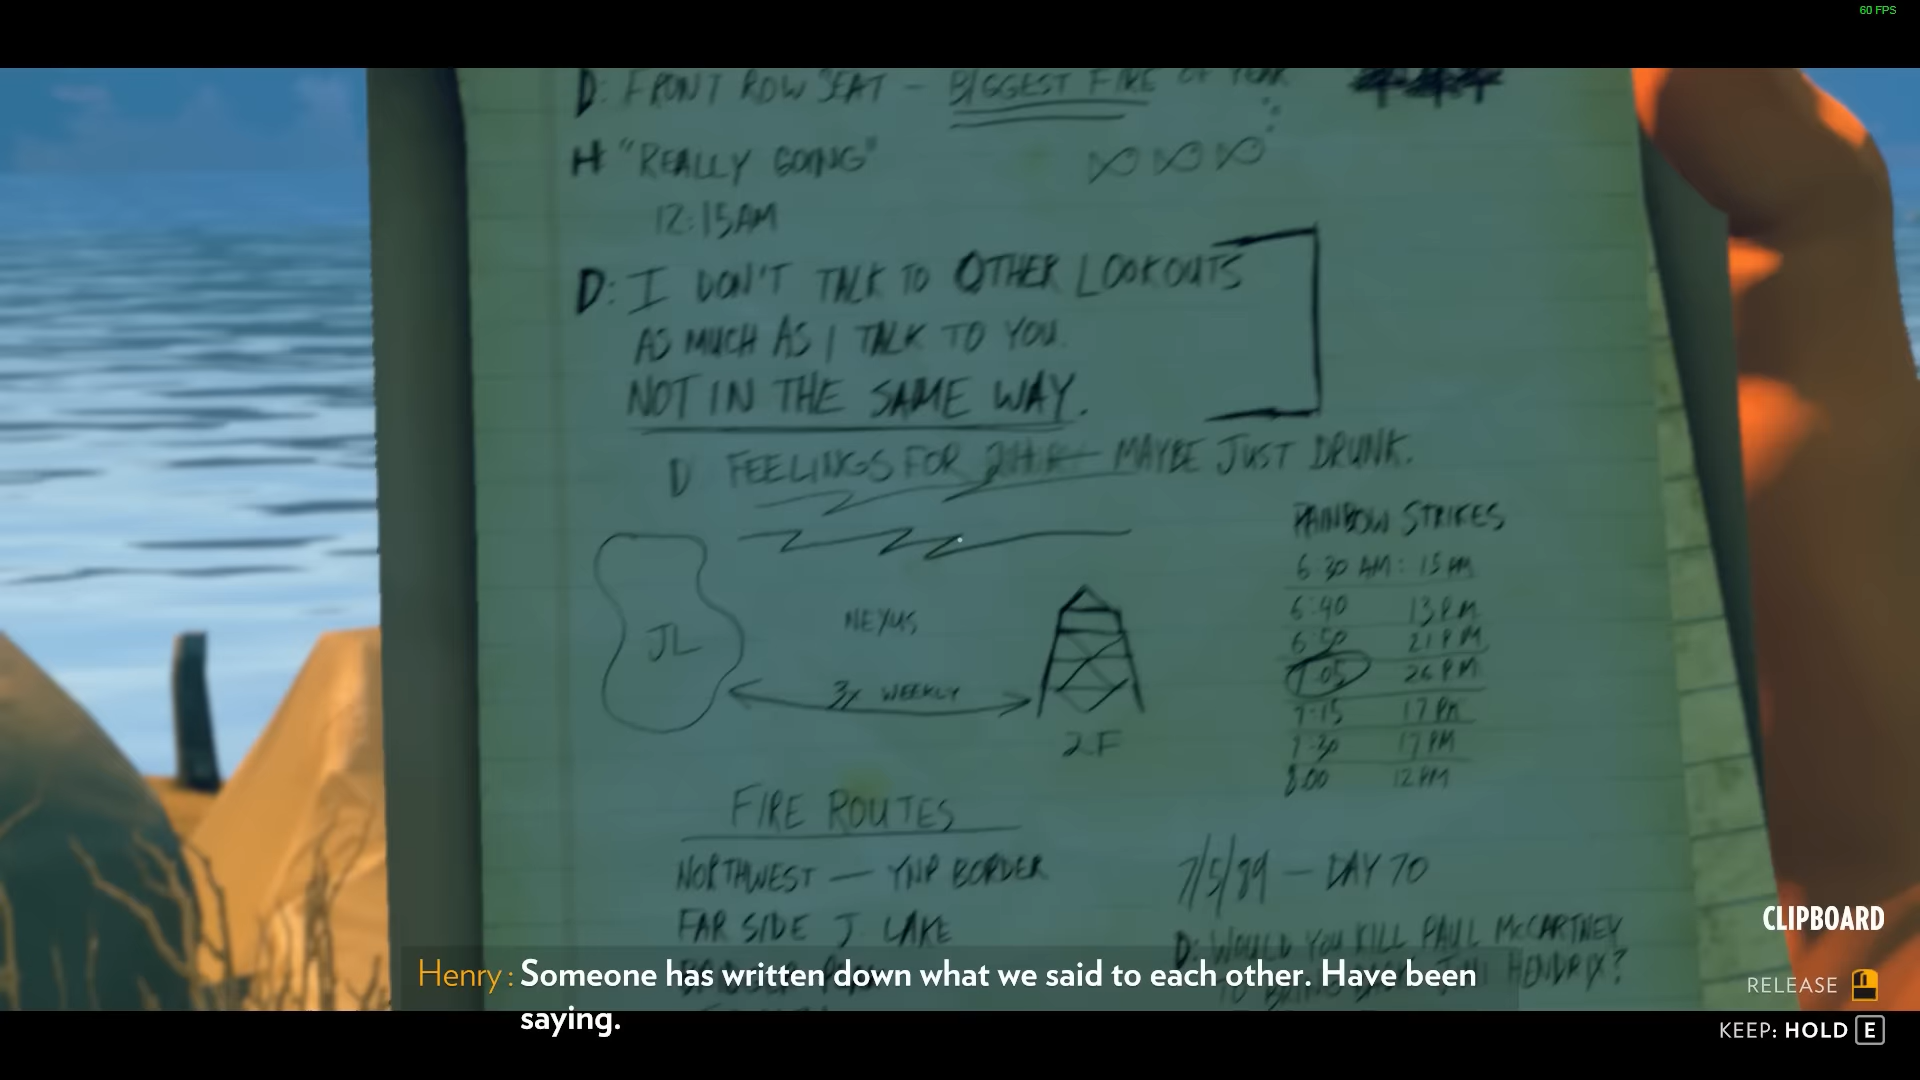 60 FPS
D: FRONT ROW SEAT — BIGGEST FIRE OF YEAR
H "REALLY GOING"
12:15AM
D: I DON'T TALK TO OTHER LOOKOUTS
AS MUCH AS I TALK TO YOU.
NOT IN THE SAME WAY.
D FEELINGS FOR — MAYBE JUST DRUNK.
JL
NEXUS
3X WEEKLY
2F
RAINBOW STRIKES
6:30 AM: 15 PM
6:40 13 PM
6:50 21 PM
7:05 26 PM
7:15 17 PM
7:30 17 PM
8:00 12 PM
FIRE ROUTES
NORTHWEST — YNP BORDER
FAR SIDE J LAKE
7/5/89 — DAY 70
D: WOULD YOU KILL PAUL McCARTNEY
TO BRING HENDRIX?
Henry: Someone has written down what we said to each other. Have been
saying.
CLIPBOARD
RELEASE
KEEP: HOLD E